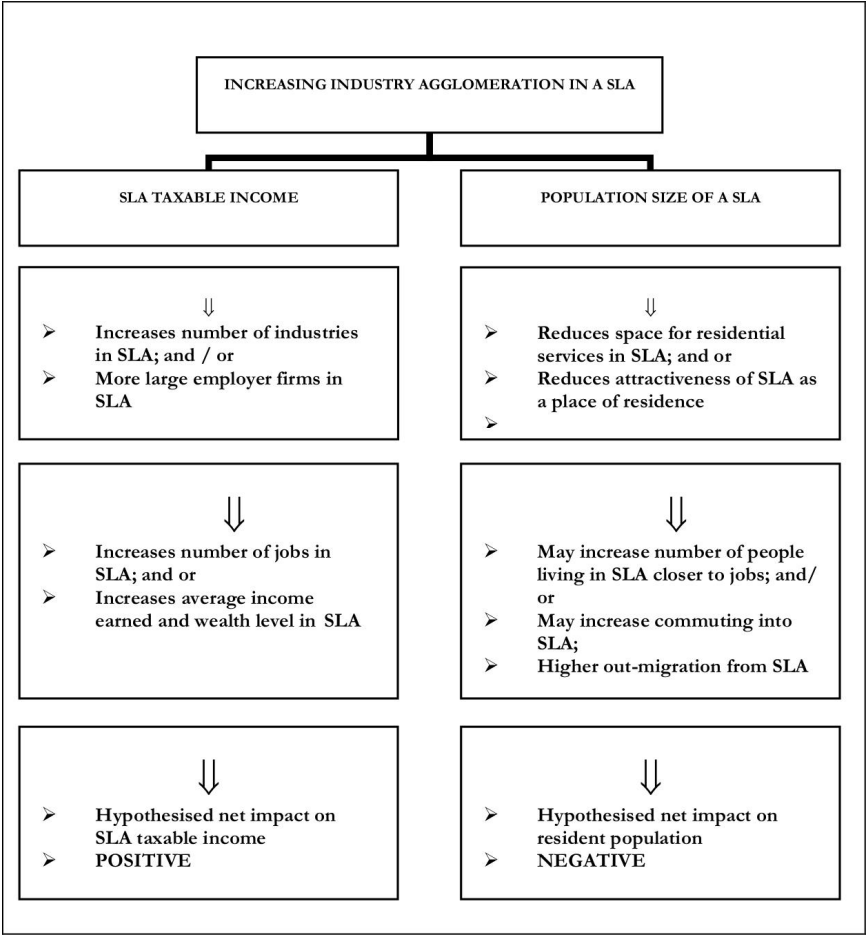 INCREASING INDUSTRY AGGLOMERATION IN A SLA
SLA TAXABLE INCOME
⇓
➢ Increases number of industries
in SLA; and / or
➢ More large employer firms in
SLA
⇓
➢ Increases number of jobs in
SLA; and or
➢ Increases average income
earned and wealth level in SLA
⇓
➢ Hypothesised net impact on
SLA taxable income
➢ POSITIVE
POPULATION SIZE OF A SLA
⇓
➢ Reduces space for residential
services in SLA; and or
➢ Reduces attractiveness of SLA as
a place of residence
➢
⇓
➢ May increase number of people
living in SLA closer to jobs; and/
or
➢ May increase commuting into
SLA;
➢ Higher out-migration from SLA
⇓
➢ Hypothesised net impact on
resident population
➢ NEGATIVE